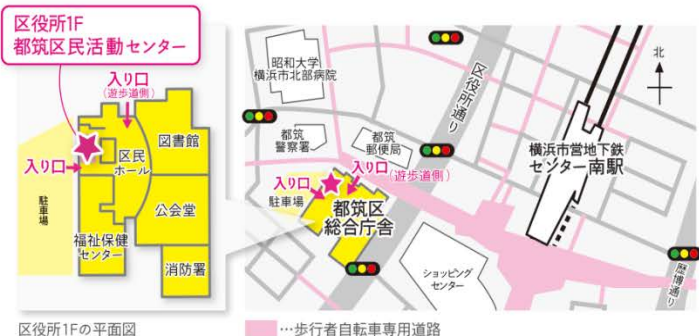 区役所1F
都筑区民活動センター
入り口
（遊歩道側）
図書館
区民
ホール
入り口
駐車場
公会堂
福祉保健
センター
消防署
区役所1Fの平面図
昭和大学
横浜市北部病院
区役所通り
北
都筑
警察署
都筑
郵便局
横浜市営地下鉄
センター南駅
入り口
入り口
（遊歩道側）
駐車場
都筑区
総合庁舎
ショッピング
センター
歴博通り
…歩行者自転車専用道路